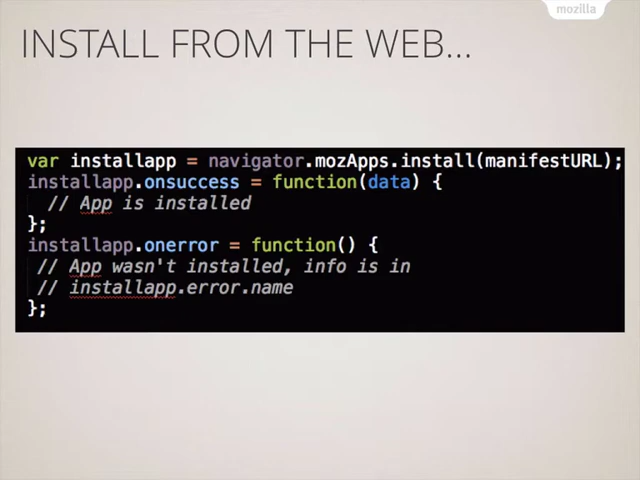 mozilla
INSTALL FROM THE WEB...
var installapp = navigator.mozApps.install(manifestURL);
installapp.onsuccess = function(data) {
// App is installed
};
installapp.onerror = function() {
// App wasn't installed, info is in
// installapp.error.name
};